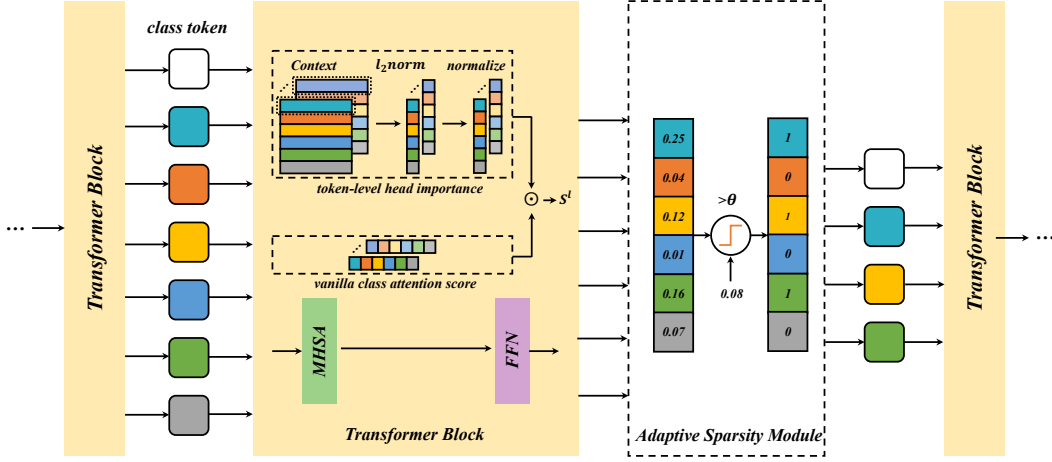 class token
Transformer Block
...
Context
l₂norm
normalize
token-level head importance
⊙
S^l
vanilla class attention score
MHSA
FFN
Transformer Block
0.25
0.04
0.12
0.01
0.16
0.07
>θ
0.08
1
0
1
0
1
0
Adaptive Sparsity Module
Transformer Block
...